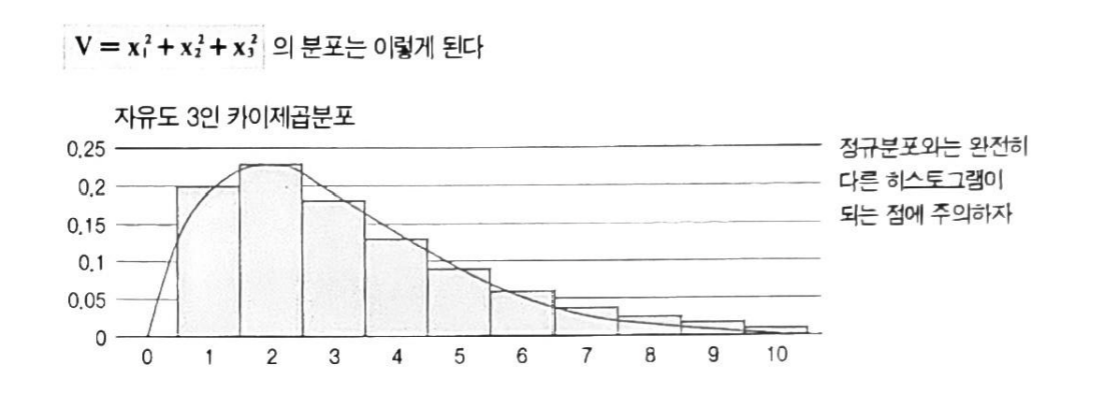 V = x₁² + x₂² + x₃² 의 분포는 이렇게 된다
자유도 3인 카이제곱분포
0.25
0.2
0.15
0.1
0.05
0
0 1 2 3 4 5 6 7 8 9 10
정규분포와는 완전히
다른 히스토그램이
되는 점에 주의하자